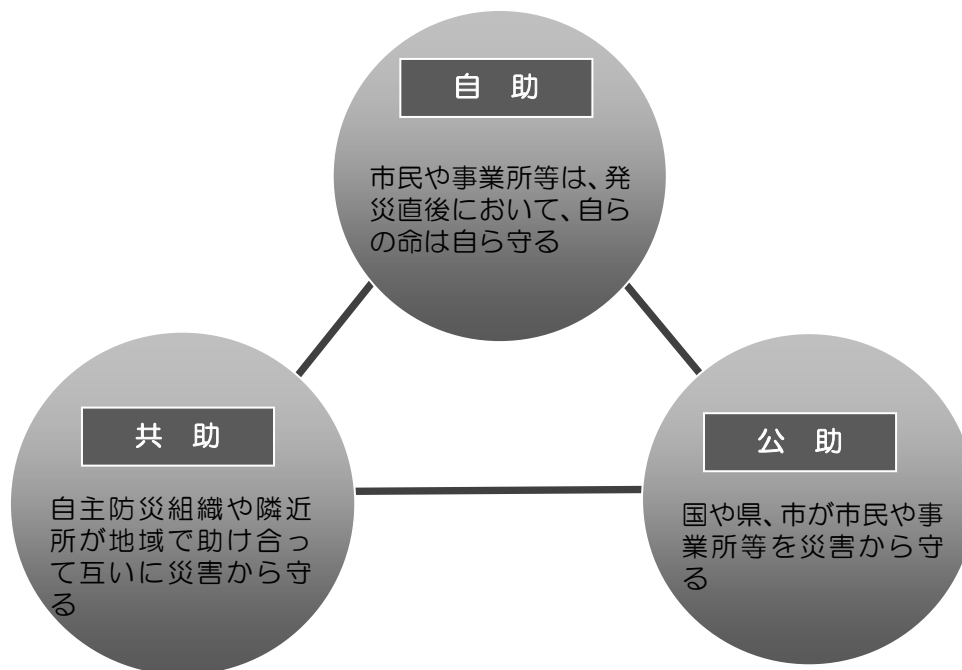 自　助
市民や事業所等は、発
災直後において、自ら
の命は自ら守る
共　助
自主防災組織や隣近
所が地域で助け合っ
て互いに災害から守
る
公　助
国や県、市が市民や事
業所等を災害から守
る